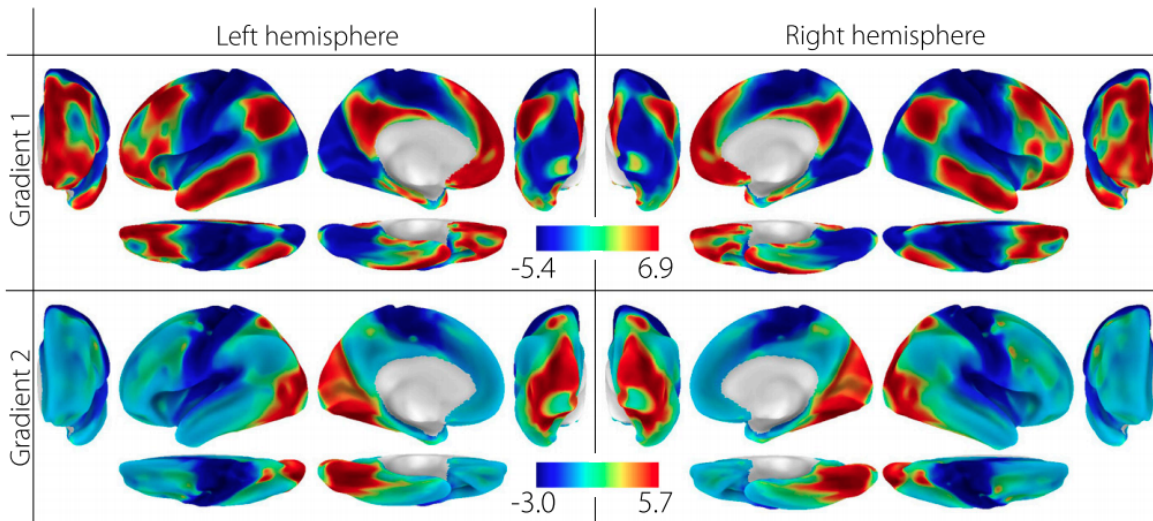 Left hemisphere
Right hemisphere
Gradient 1
-5.4
6.9
Gradient 2
-3.0
5.7